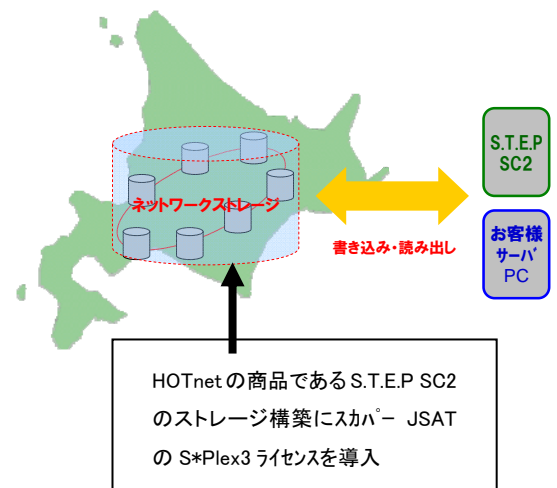 S.T.E.P
SC2
ネットワークストレージ
書き込み・読み出し
お客様
サーバ
PC
HOTnetの商品であるS.T.E.P SC2
のストレージ構築にスカパー JSAT
の S*Plex3 ライセンスを導入